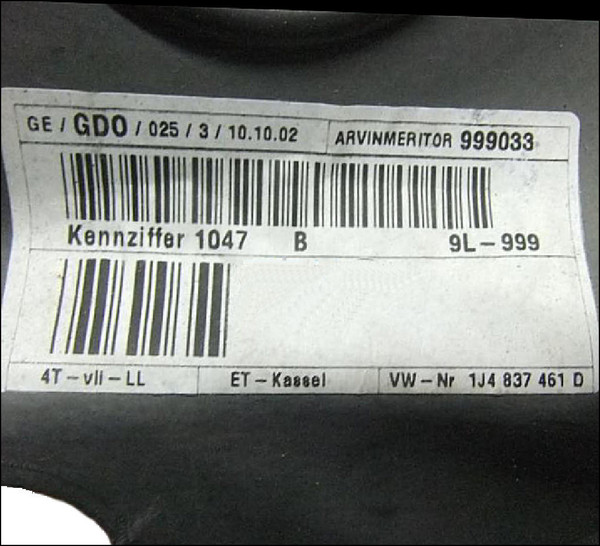 GE / GDO / 025 / 3 / 10.10.02 ARVINMERITOR 999033
Kennziffer 1047 B 9L-999
4T-vli-LL ET-Kassel VW-Nr 1J4 837 461 D